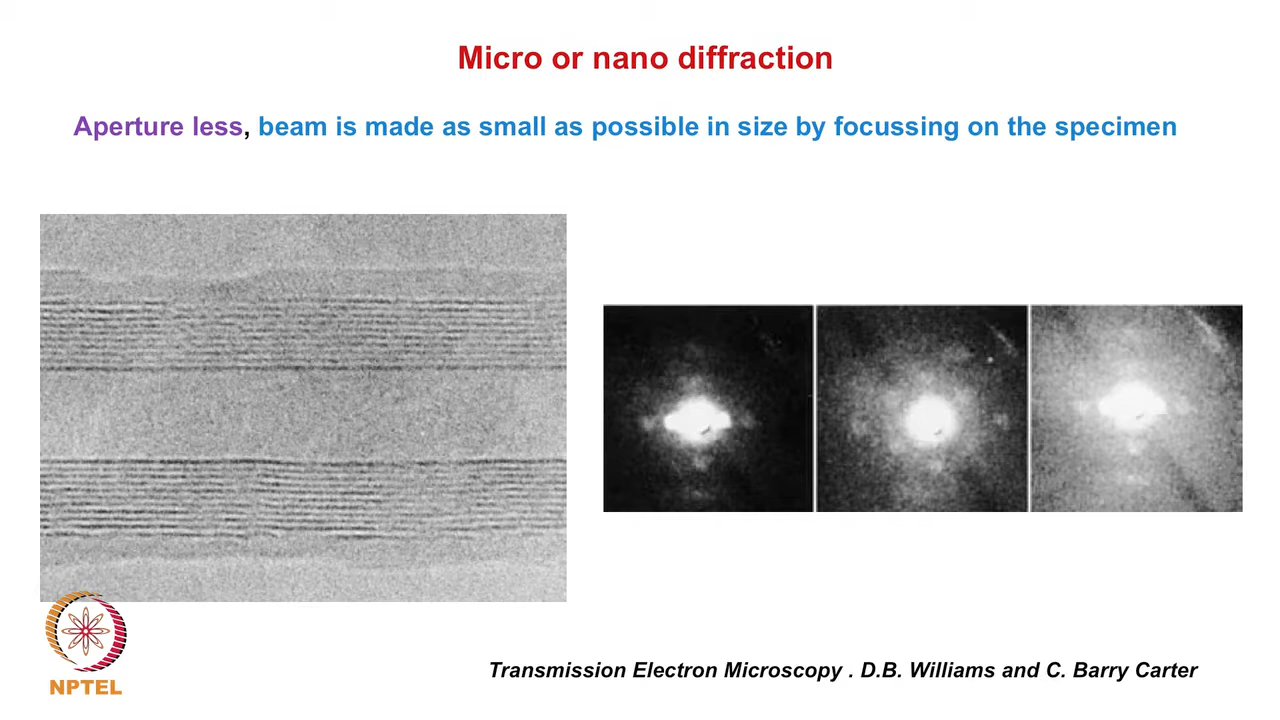 Micro or nano diffraction
Aperture less, beam is made as small as possible in size by focussing on the specimen
NPTEL
Transmission Electron Microscopy . D.B. Williams and C. Barry Carter